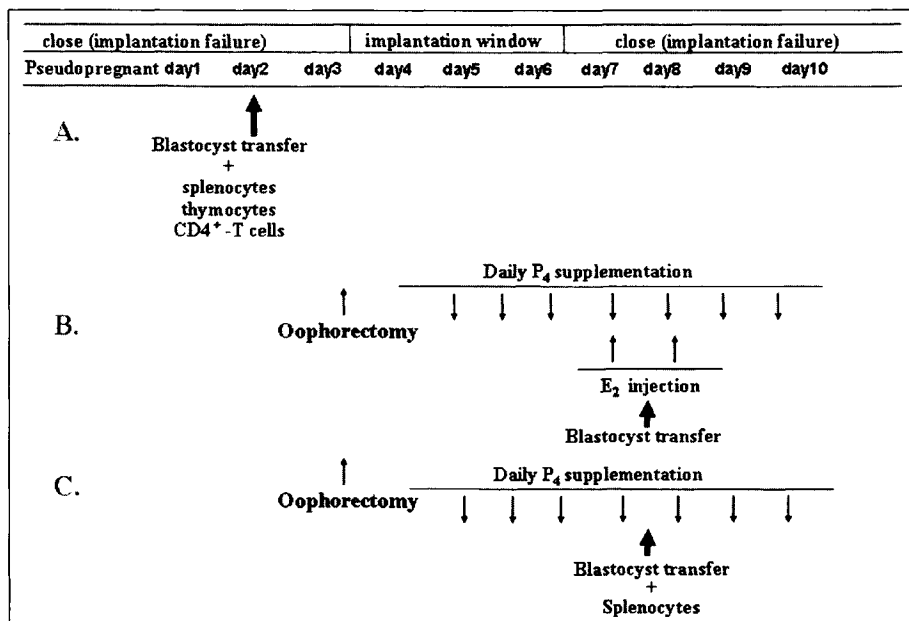 close (implantation failure) implantation window close (implantation failure)
Pseudopregnant day1 day2 day3 day4 day5 day6 day7 day8 day9 day10
A.
Blastocyst transfer
+
splenocytes
thymocytes
CD4⁺ -T cells
Daily P₄ supplementation
B.
Oophorectomy
E₂ injection
Blastocyst transfer
C.
Daily P₄ supplementation
Oophorectomy
Blastocyst transfer
+
Splenocytes